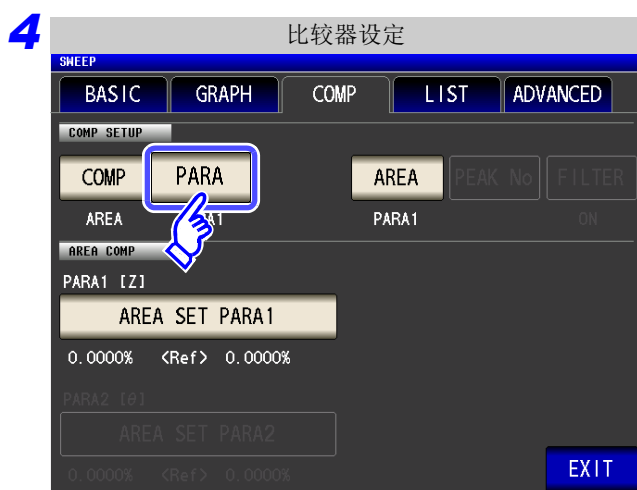 4
比较器设定
SWEEP
BASIC GRAPH COMP LIST ADVANCED
COMP SETUP
COMP PARA AREA PEAK No FILTER
AREA A1 PARA1 ON
AREA COMP
PARA1 [Z]
AREA SET PARA1
0.0000% <Ref> 0.0000%
PARA2 [θ]
AREA SET PARA2
0.0000% <Ref> 0.0000%
EXIT